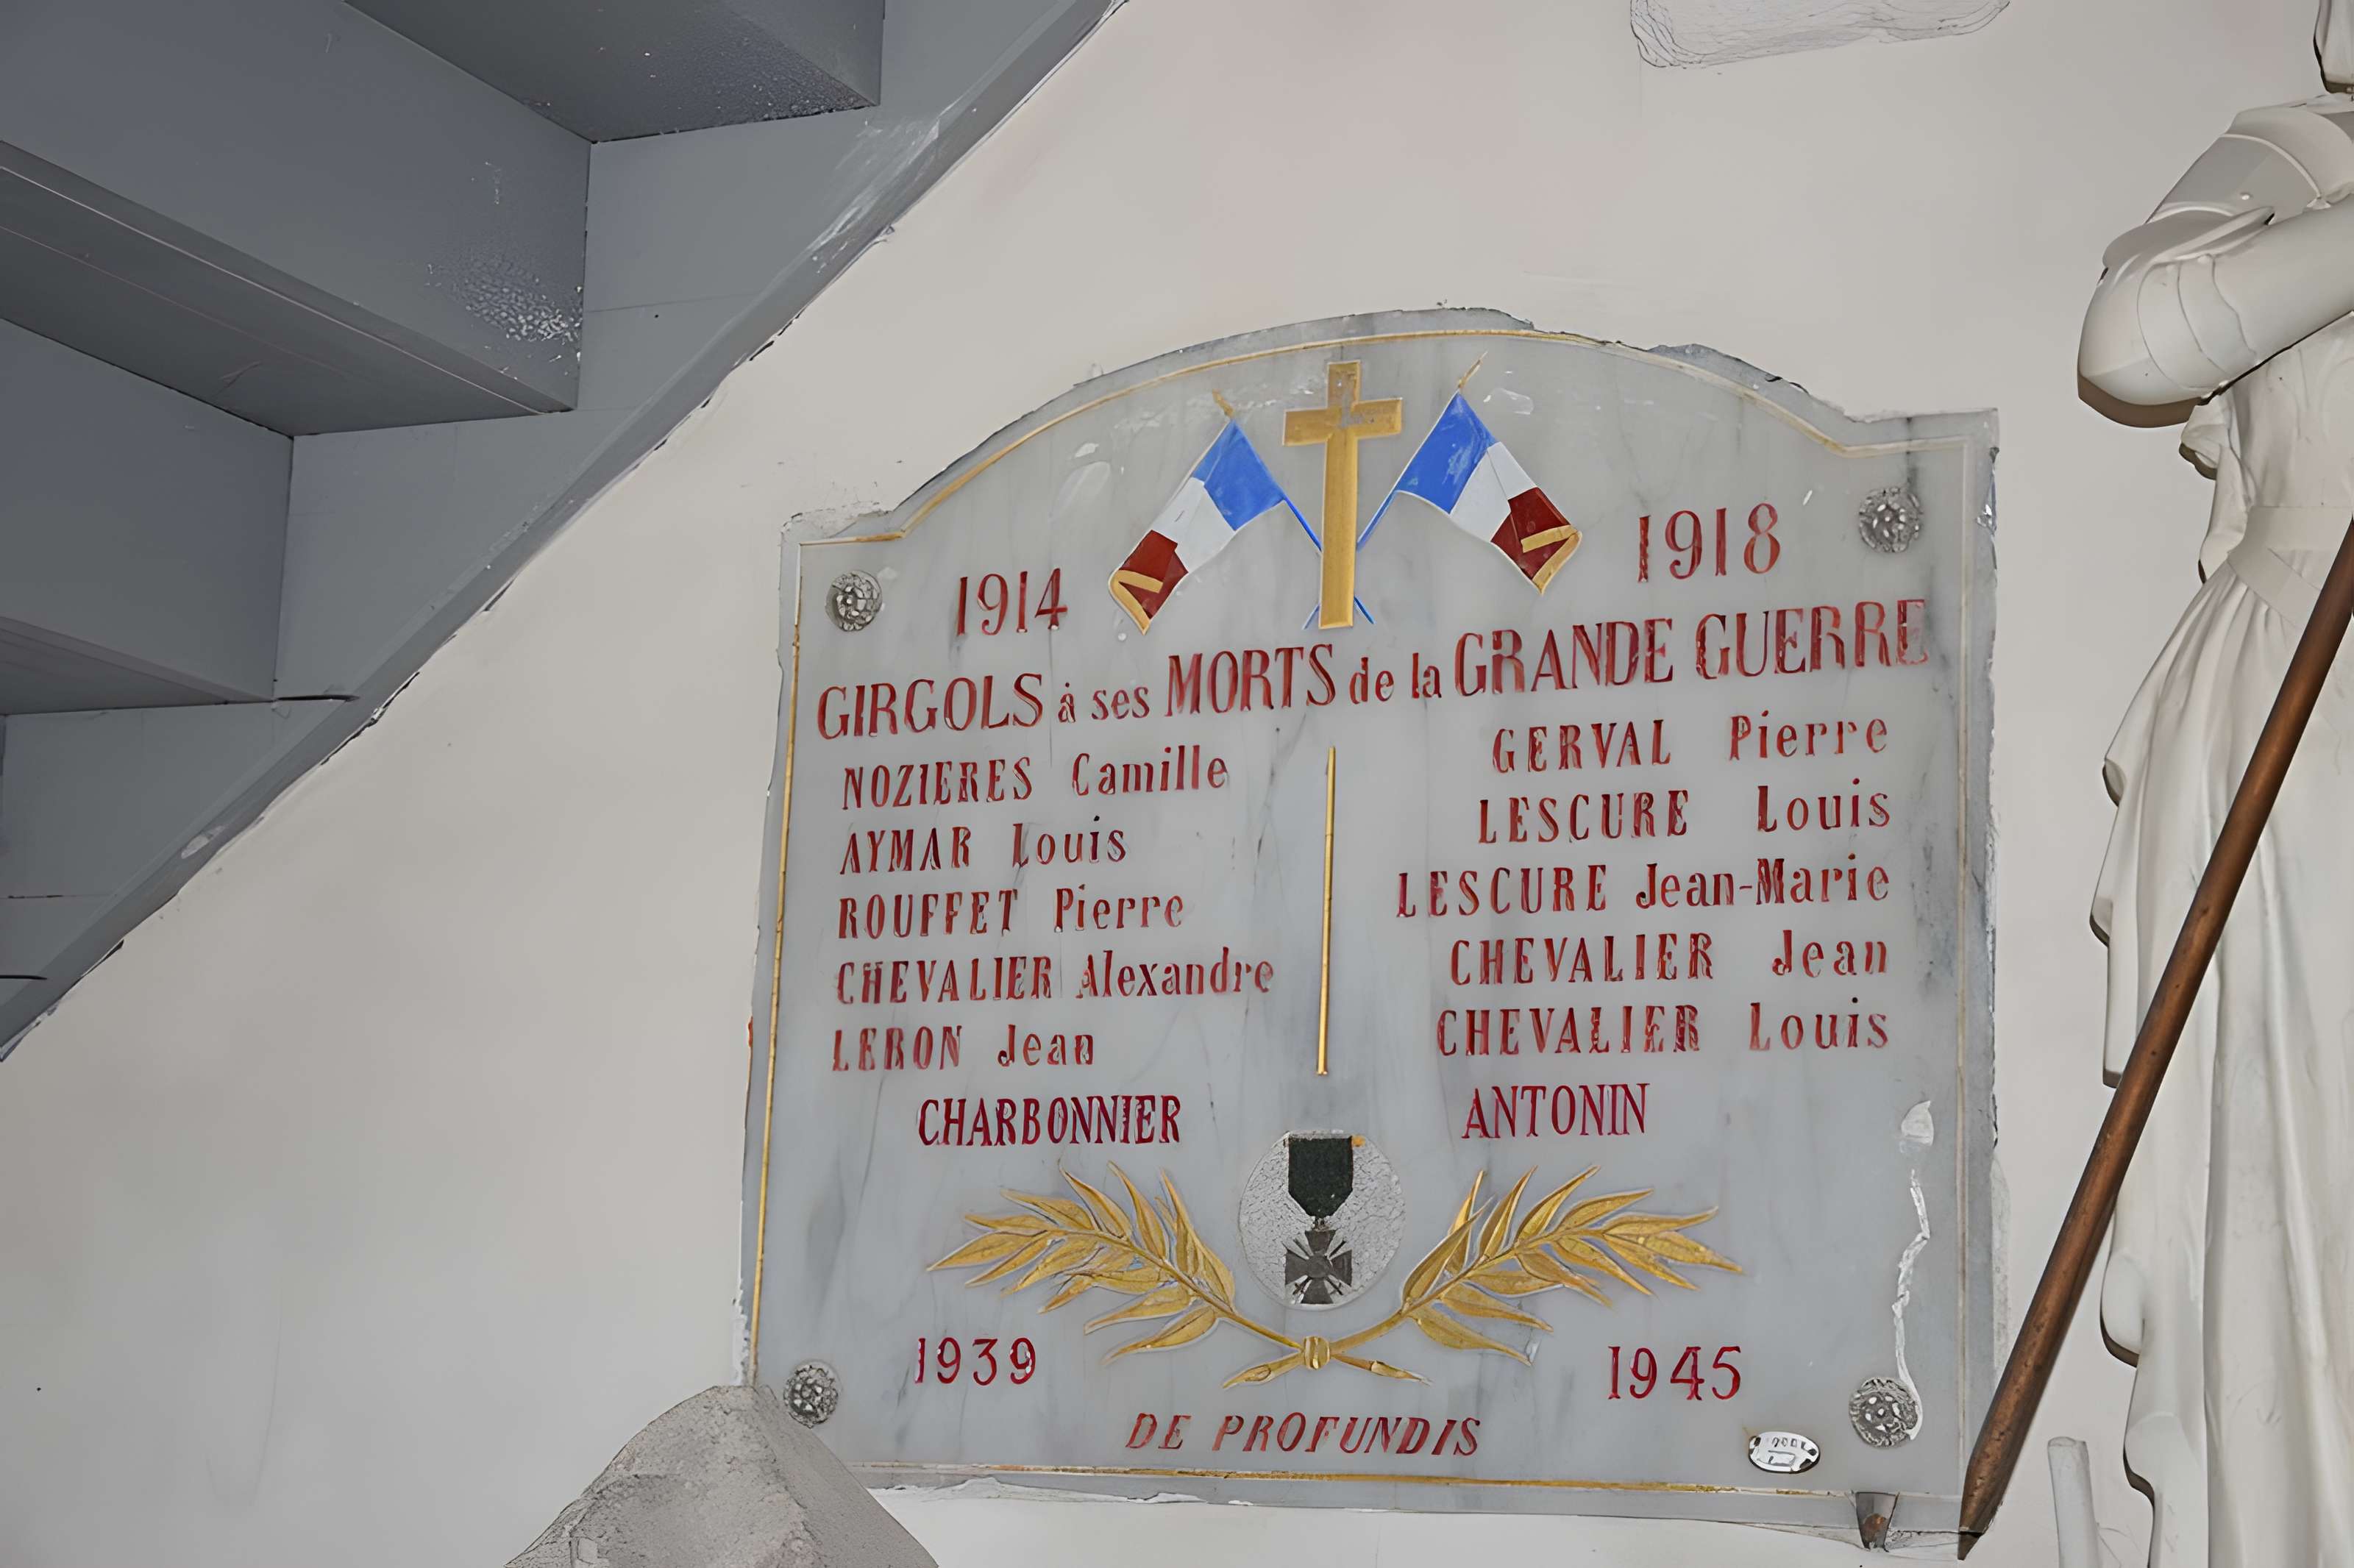 1914 1918
GIRGOLS à ses MORTS de la GRANDE GUERRE
NOZIERES Camille
AYMAR Louis
ROUFFET Pierre
CHEVALIER Alexandre
LERON Jean
GERVAL Pierre
LESCURE Louis
LESCURE Jean-Marie
CHEVALIER Jean
CHEVALIER Louis
CHARBONNIER ANTONIN
1939 1945
DE PROFUNDIS